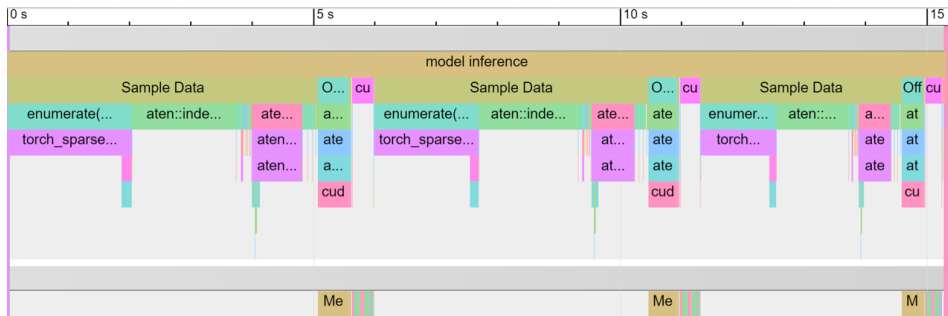 0 s 5 s 10 s 15
model inference
Sample Data O... cu Sample Data O... cu Sample Data Off cu
enumerate(... aten::inde... ate... a... enumerate(... aten::inde... ate... ate enumer... aten::... a... at
torch_sparse... aten... ate torch_sparse... at... ate torch... ate at
aten... a... at... ate ate at
cud cud cu
Me Me M